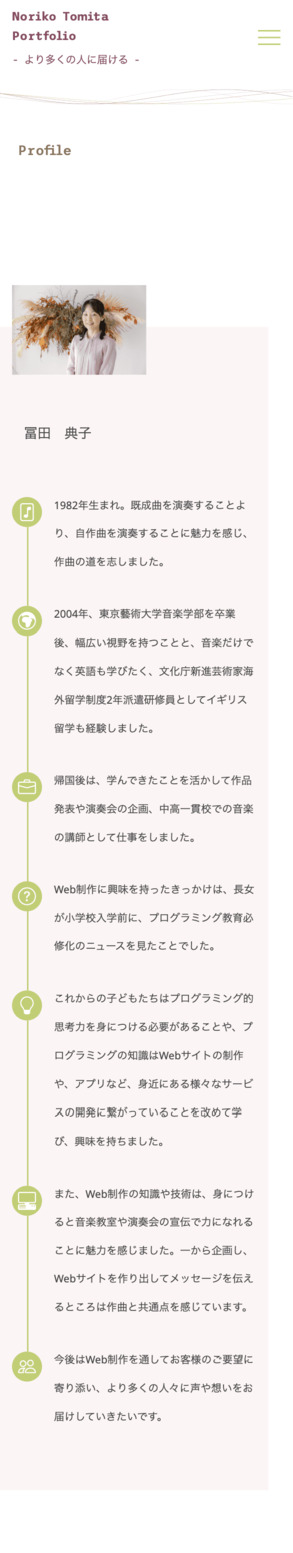 Noriko Tomita
Portfolio
- より多くの人に届ける -
Profile
冨田　典子
1982年生まれ。既成曲を演奏することよ
り、自作曲を演奏することに魅力を感じ、
作曲の道を志しました。
2004年、東京藝術大学音楽学部を卒業
後、幅広い視野を持つことと、音楽だけで
なく英語も学びたく、文化庁新進芸術家海
外留学制度2年派遣研修員としてイギリス
留学も経験しました。
帰国後は、学んできたことを活かして作品
発表や演奏会の企画、中高一貫校での音楽
の講師として仕事をしました。
Web制作に興味を持ったきっかけは、長女
が小学校入学前に、プログラミング教育必
修化のニュースを見たことでした。
これからの子どもたちはプログラミング的
思考力を身につける必要があることや、プ
ログラミングの知識はWebサイトの制作
や、アプリなど、身近にある様々なサービ
スの開発に繋がっていることを改めて学
び、興味を持ちました。
また、Web制作の知識や技術は、身につけ
ると音楽教室や演奏会の宣伝で力になれる
ことに魅力を感じました。一から企画し、
Webサイトを作り出してメッセージを伝え
るところは作曲と共通点を感じています。
今後はWeb制作を通してお客様のご要望に
寄り添い、より多くの人々に声や想いをお
届けしていきたいです。